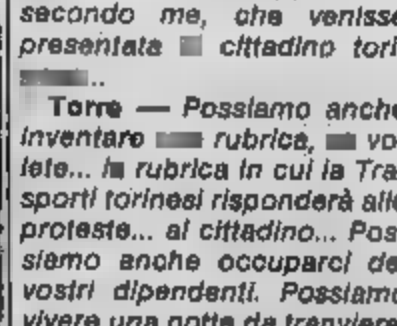 secondo me, che venisse
presentata cittadino tori
..
Torre — Possiamo anche
inventare rubrica, vo
lete... rubrica in cui la Tra
sporti torinesi risponderà alle
proteste... al cittadino... Pos
siamo anche occuparci de
vostri dipendenti. Possiamo
vivere una notte da tranviere